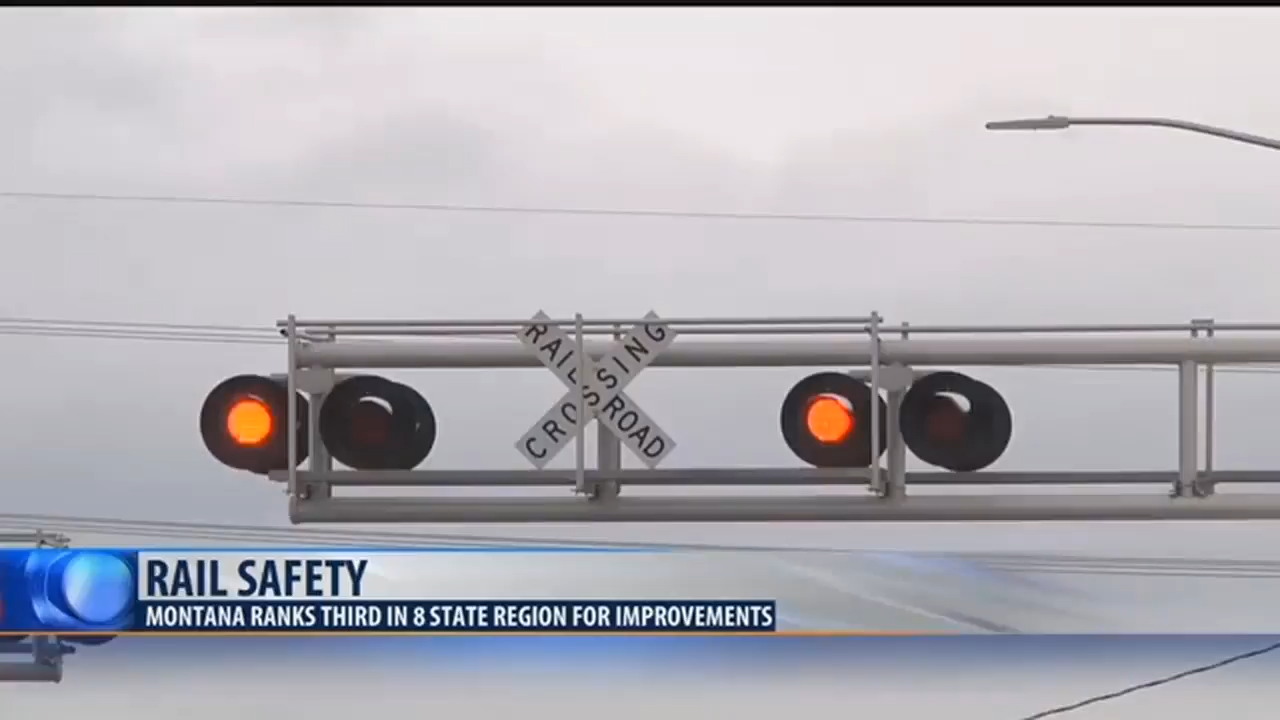 RAILROAD
CROSSING
RAIL SAFETY
MONTANA RANKS THIRD IN 8 STATE REGION FOR IMPROVEMENTS